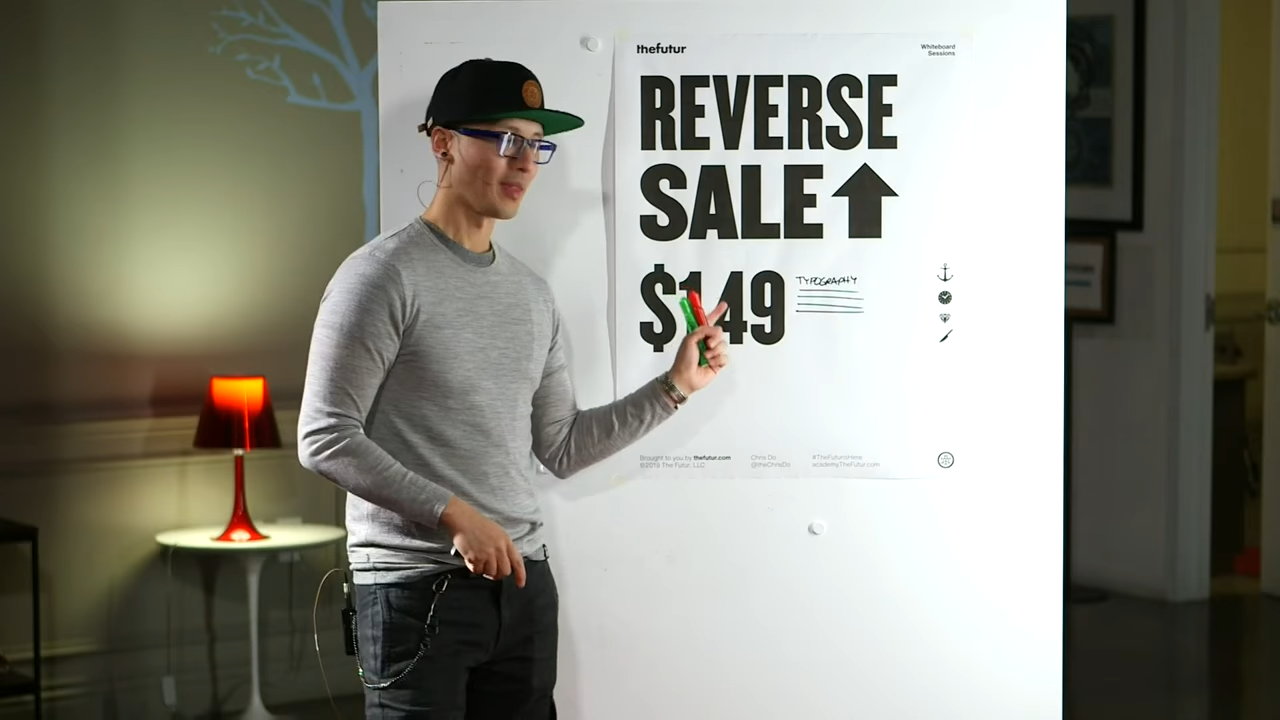 thefutur
Whiteboard
Sessions
REVERSE
SALE
$149
TYPOGRAPHY
Brought to you by thefutur.com
©2019 The Futur, LLC
Chris Do
@theChrisDo
#TheFuturIsHere
academy.TheFutur.com